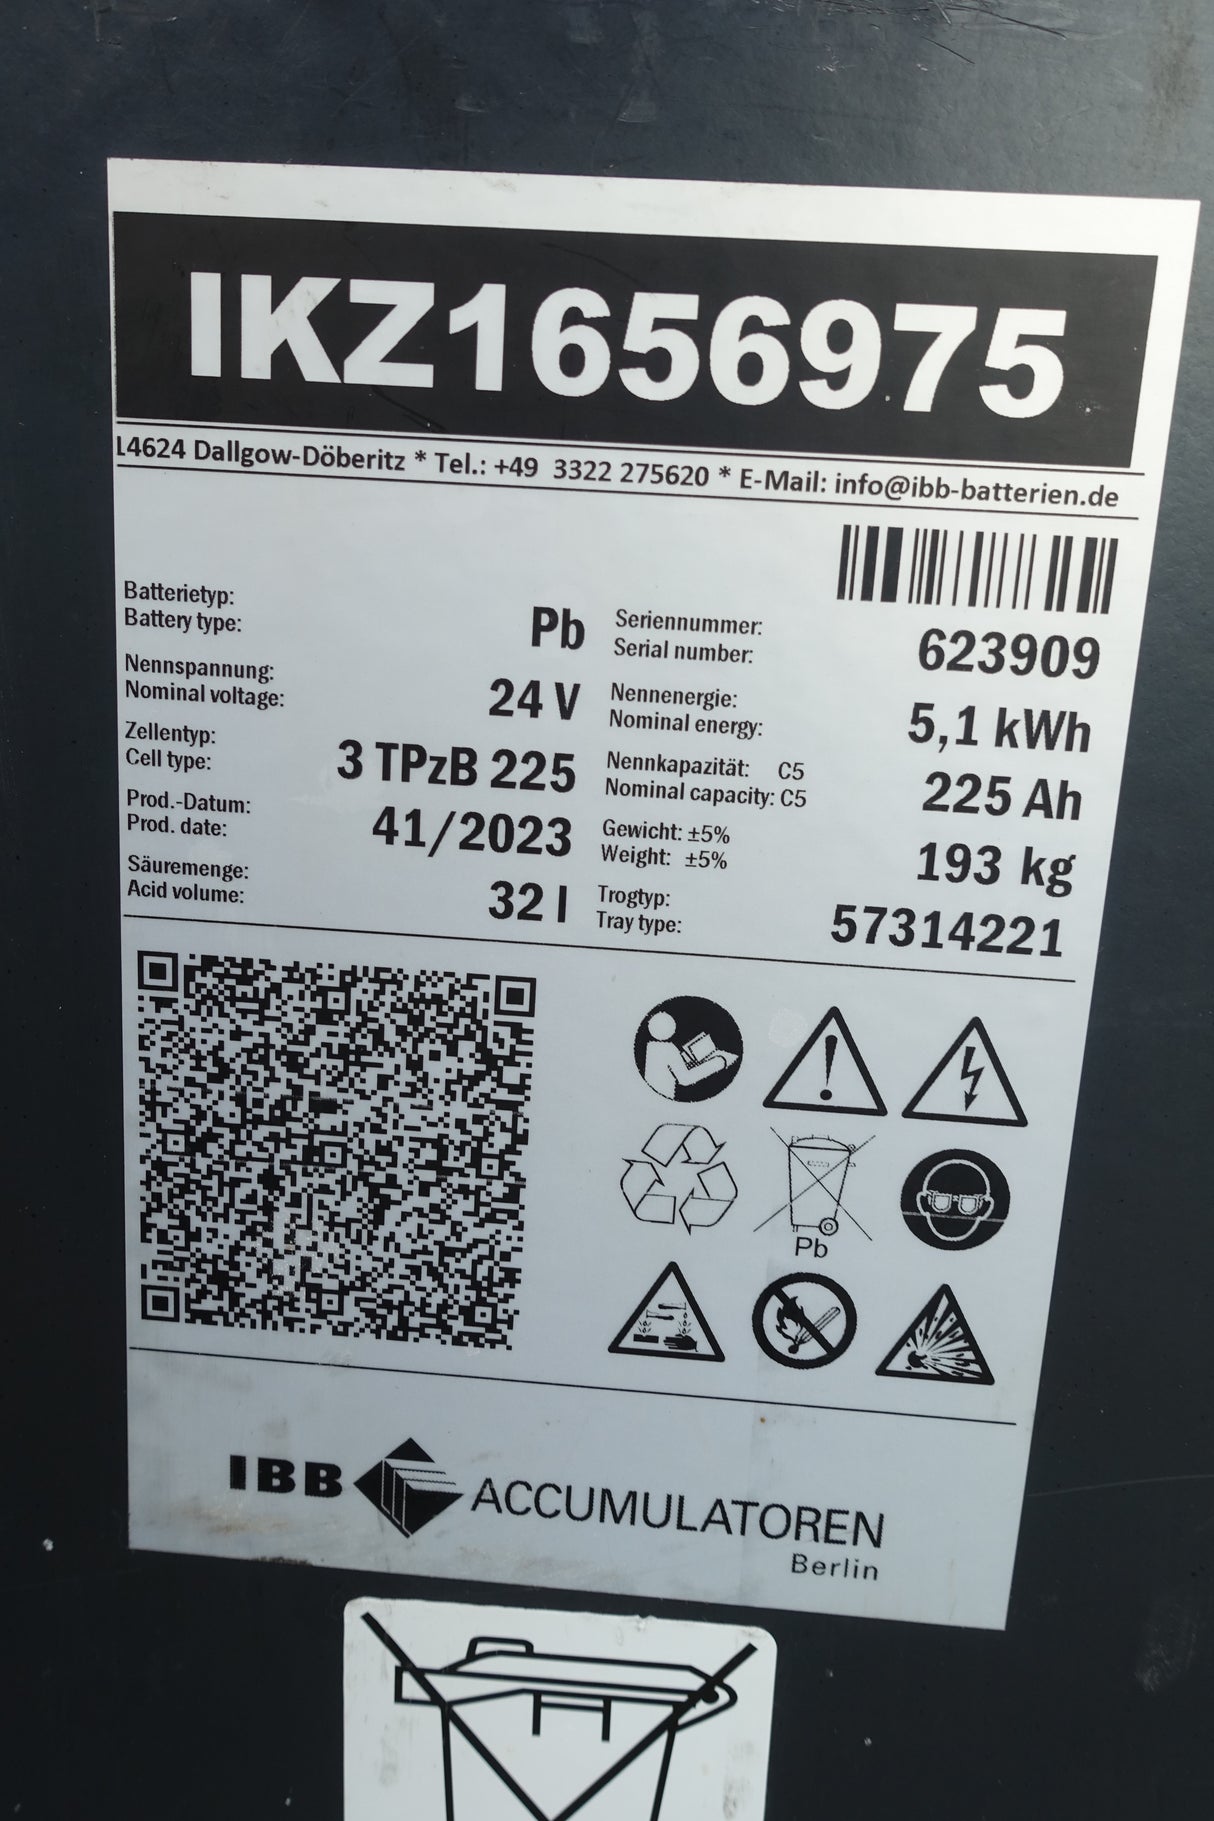 IKZ1656975
14624 Dallgow-Döberitz * Tel.: +49 3322 275620 * E-Mail: info@ibb-batterien.de
Batterietyp:
Battery type: Pb
Seriennummer:
Serial number: 623909
Nennspannung:
Nominal voltage: 24 V
Nennenergie:
Nominal energy: 5,1 kWh
Zellentyp:
Cell type: 3 TPzB 225
Nennkapazität: C5
Nominal capacity: C5 225 Ah
Prod.-Datum:
Prod. date: 41/2023
Gewicht: ±5%
Weight: ±5% 193 kg
Säuremenge:
Acid volume: 32 l
Trogtyp:
Tray type: 57314221
Pb
IBB ACCUMULATOREN
Berlin